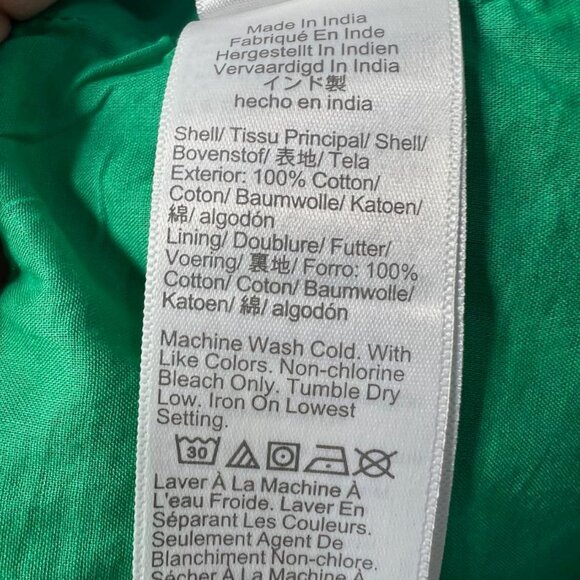 Made In India
Fabriqué En Inde
Hergestellt In Indien
Vervaardigd In India
インド製
hecho en india
Shell/ Tissu Principal/ Shell/
Bovenstof/ 表地/ Tela
Exterior: 100% Cotton/
Coton/ Baumwolle/ Katoen/
綿/ algodón
Lining/ Doublure/ Futter/
Voering/ 裏地/ Forro: 100%
Cotton/ Coton/ Baumwolle/
Katoen/ 綿/ algodón
Machine Wash Cold. With
Like Colors. Non-chlorine
Bleach Only. Tumble Dry
Low. Iron On Lowest
Setting.
30
Laver À La Machine À
L'eau Froide. Laver En
Séparant Les Couleurs.
Seulement Agent De
Blanchiment Non-chlore.
Sécher À La Machine À